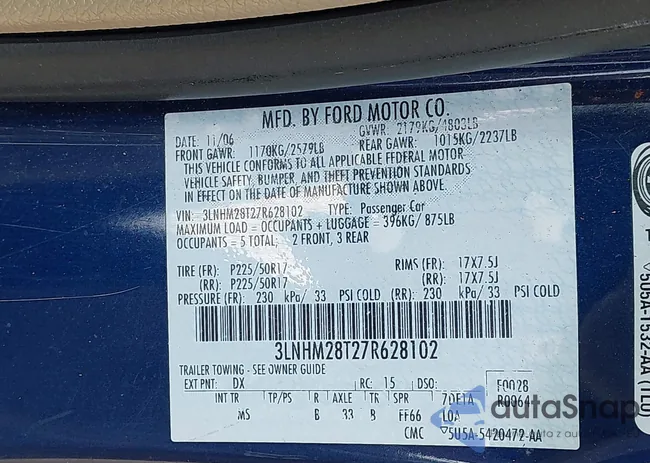 MFD. BY FORD MOTOR CO.
DATE: 11/06 GVWR: 2179KG/4803LB
FRONT GAWR: 1170KG/2579LB REAR GAWR: 1015KG/2237LB
THIS VEHICLE CONFORMS TO ALL APPLICABLE FEDERAL MOTOR
VEHICLE SAFETY, BUMPER, AND THEFT PREVENTION STANDARDS
IN EFFECT ON THE DATE OF MANUFACTURE SHOWN ABOVE.
VIN: 3LNHM28T27R628102 TYPE: Passenger Car
MAXIMUM LOAD = OCCUPANTS + LUGGAGE = 396KG/ 875LB
OCCUPANTS = 5 TOTAL; 2 FRONT, 3 REAR
TIRE (FR): P225/50R17 RIMS (FR): 17X7.5J
(RR): P225/50R17 (RR): 17X7.5J
PRESSURE (FR): 230 kPa/ 33 PSI COLD (RR): 230 kPa/ 33 PSI COLD
3LNHM28T27R628102
TRAILER TOWING - SEE OWNER GUIDE
EXT PNT: DX RC: 15 DSO: F0028
INT TR TP/PS R AXLE TR SPR R0064
MS B 33 B FF66
CMC 5U5A-5420472-AA
5U5A-1532-AA
autoSnap